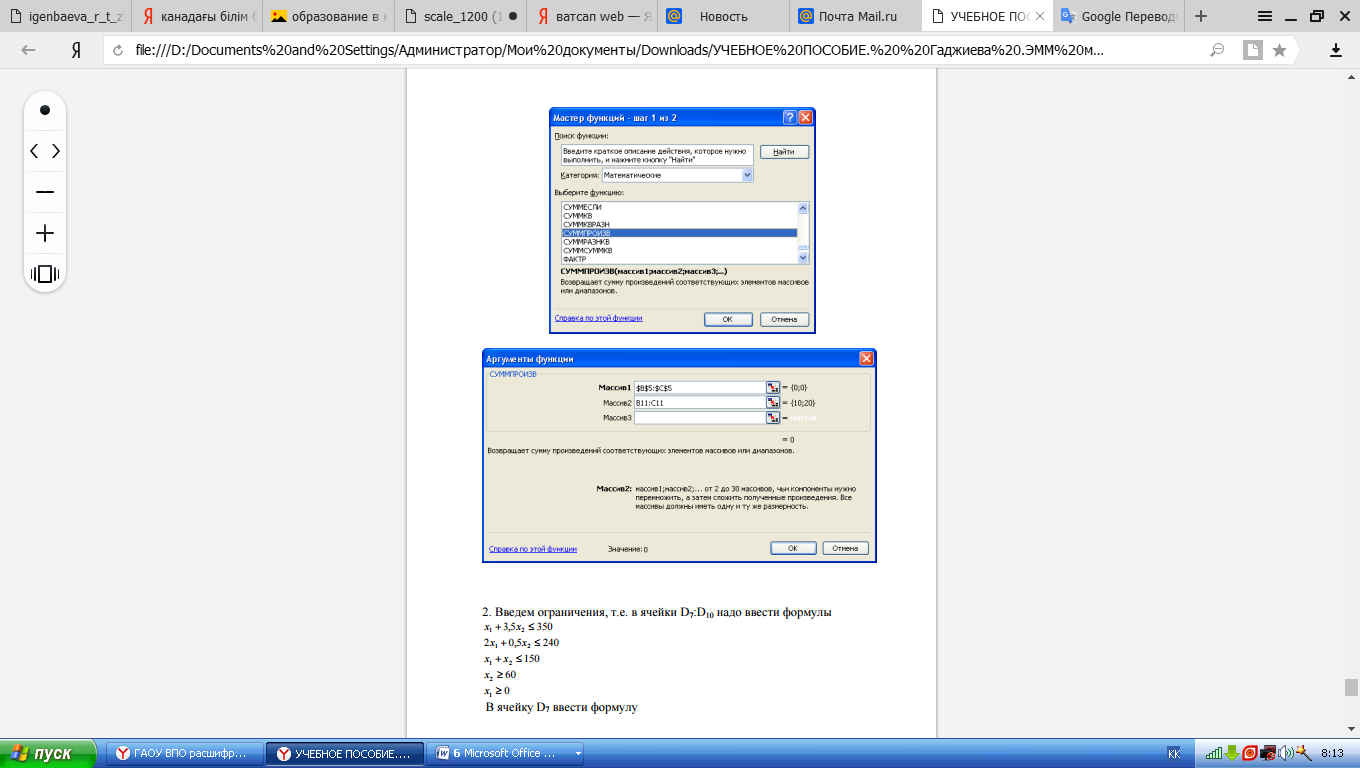 igenbaeva_r_t_z
канадағы білім б
образование в к
scale_1200 (1
ватсап web — Я
Новость
Почта Mail.ru
УЧЕБНОЕ ПОС
Google Перевод
Я
file:///D:/Documents%20and%20Settings/Администратор/Мои%20документы/Downloads/УЧЕБНОЕ%20ПОСОБИЕ.%20%20Гаджиева%20.ЭММ%20м...
Мастер функций - шаг 1 из 2
Поиск функции:
Введите краткое описание действия, которое нужно
выполнить, и нажмите кнопку "Найти"
Найти
Категория: Математические
Выберите функцию:
СУММЕСЛИ
СУММКВ
СУММКВРАЗН
СУММПРОИЗВ
СУММРАЗНКВ
СУММСУММКВ
ФАКТР
СУММПРОИЗВ(массив1;массив2;массив3;...)
Возвращает сумму произведений соответствующих элементов массивов
или диапазонов.
Справка по этой функции
ОК
Отмена
Аргументы функции
СУММПРОИЗВ
Массив1 $B$5:$C$5 = {0;0}
Массив2 B11:C11 = {10;20}
Массив3 = массив
= 0
Возвращает сумму произведений соответствующих элементов массивов или диапазонов.
Массив2: массив1;массив2;... от 2 до 30 массивов, чьи компоненты нужно
перемножить, а затем сложить полученные произведения. Все
массивы должны иметь одну и ту же размерность.
Справка по этой функции
Значение:0
ОК
Отмена
2. Введем ограничения, т.е. в ячейки D₇:D₁₀ надо ввести формулы
x₁ + 3,5x₂ ≤ 350
2x₁ + 0,5x₂ ≤ 240
x₁ + x₂ ≤ 150
x₂ ≥ 60
x₁ ≥ 0
В ячейку D₇ ввести формулу
пуск
ГАОУ ВПО расшифр...
УЧЕБНОЕ ПОСОБИЕ....
6 Microsoft Office ...
KK
8:13